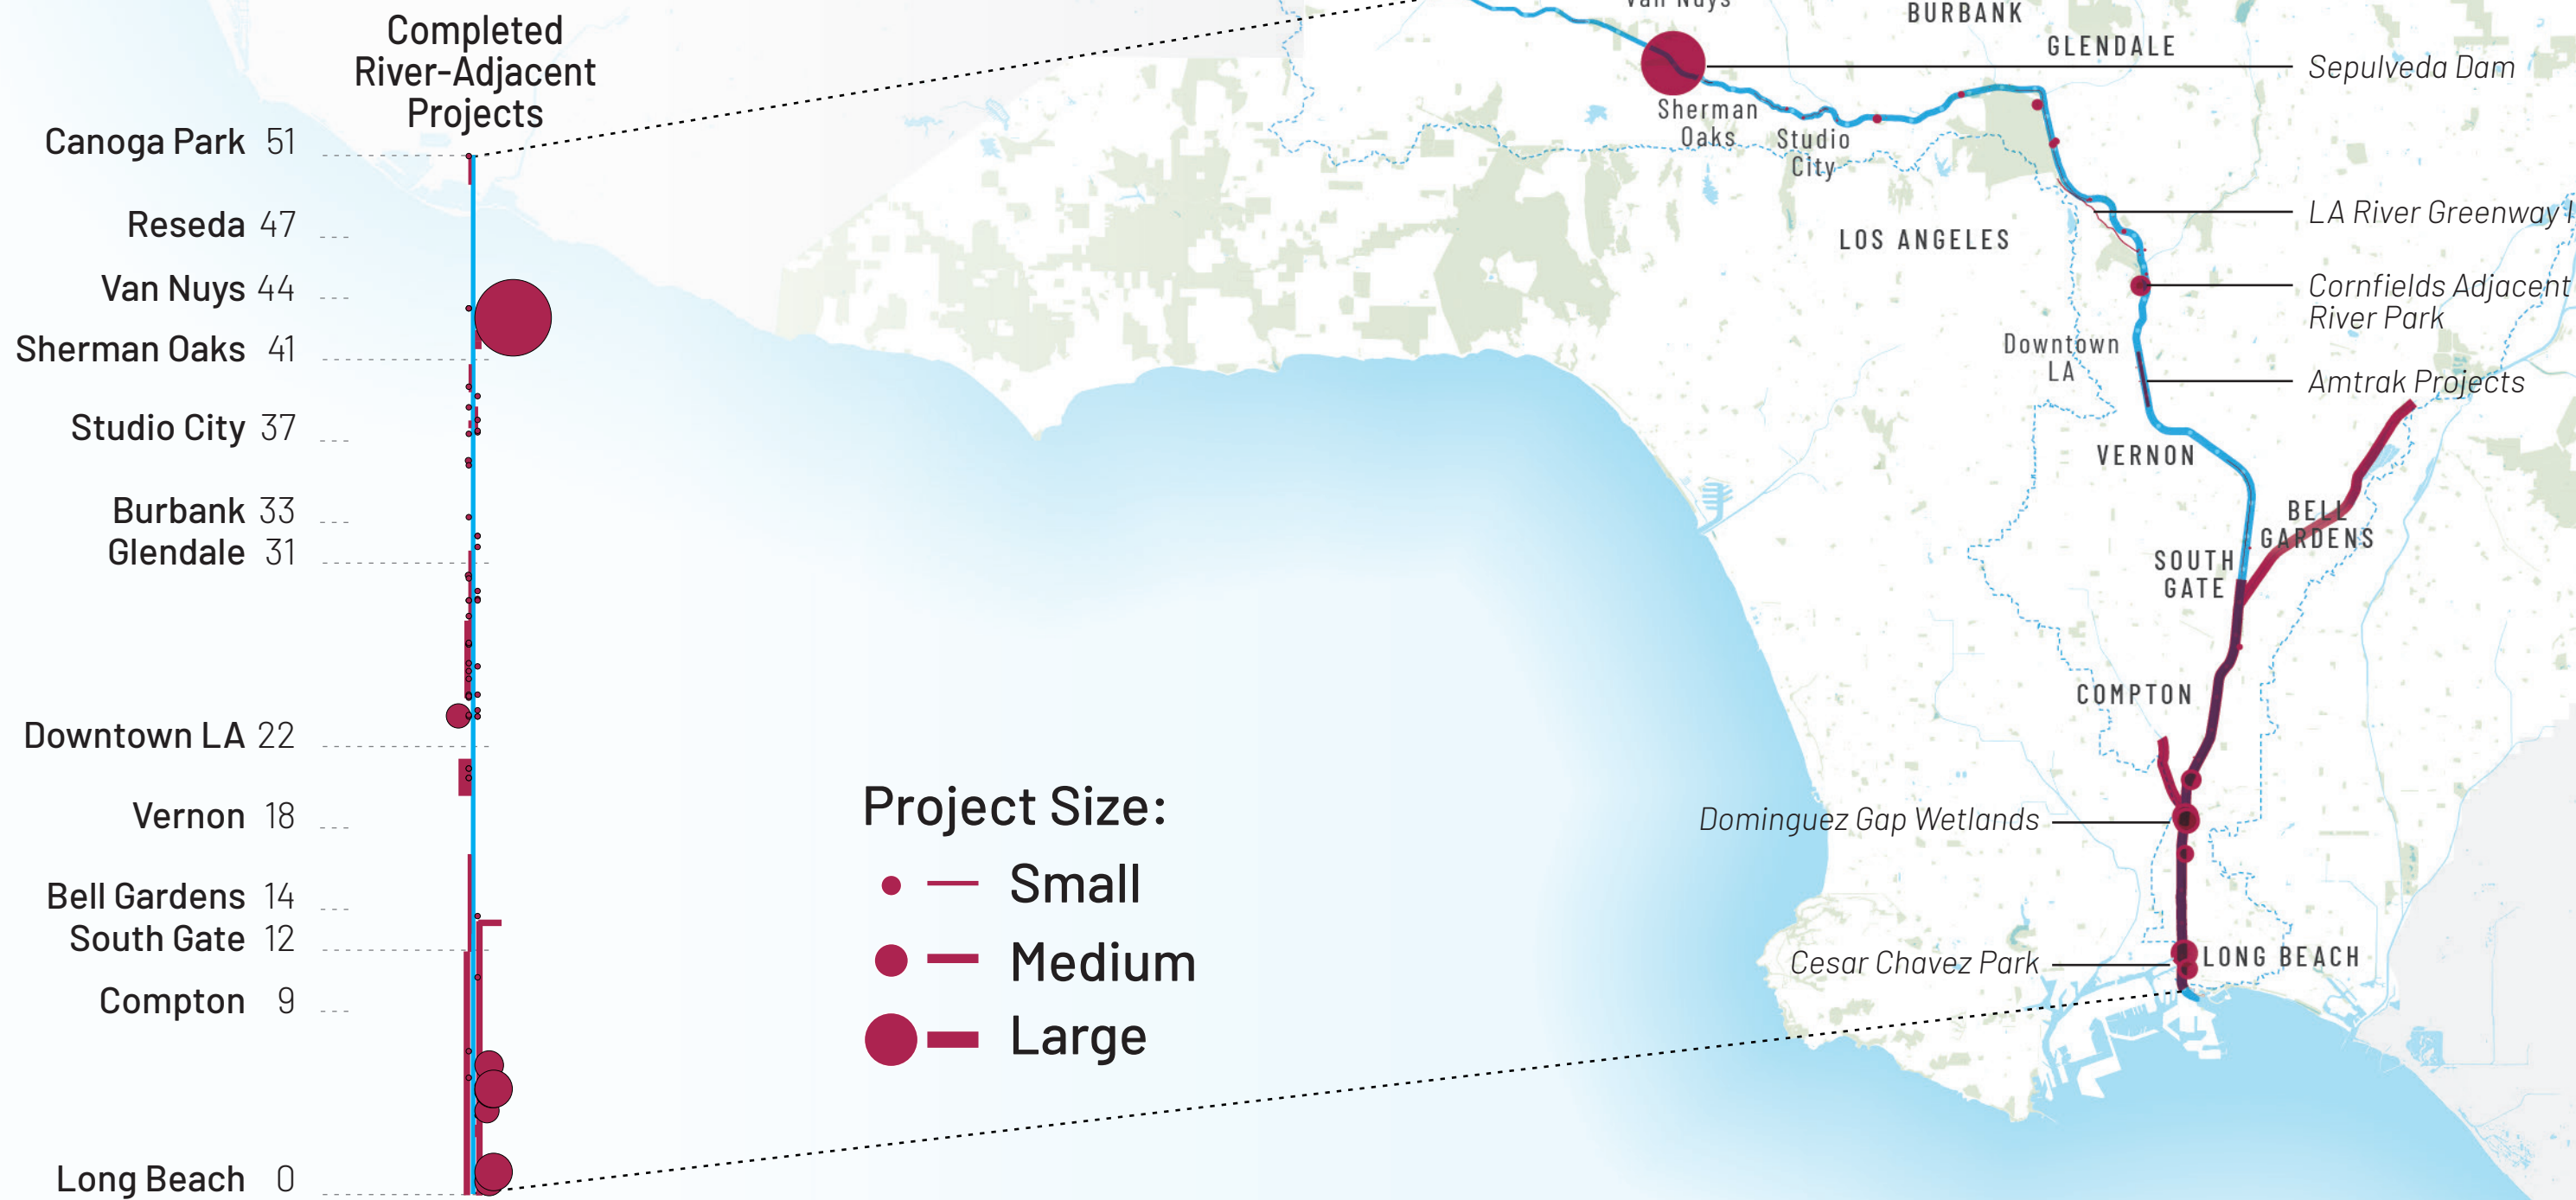 Completed
River-Adjacent
Projects
Canoga Park 51
Reseda 47
Van Nuys 44
Sherman Oaks 41
Studio City 37
Burbank 33
Glendale 31
Downtown LA 22
Vernon 18
Bell Gardens 14
South Gate 12
Compton 9
Long Beach 0
Project Size:
Small
Medium
Large
Van Nuys
BURBANK
GLENDALE
Sepulveda Dam
Sherman
Oaks
Studio
City
LOS ANGELES
LA River Greenway
Cornfields Adjacent
River Park
Downtown
LA
Amtrak Projects
VERNON
BELL
GARDENS
SOUTH
GATE
COMPTON
Dominguez Gap Wetlands
Cesar Chavez Park
LONG BEACH